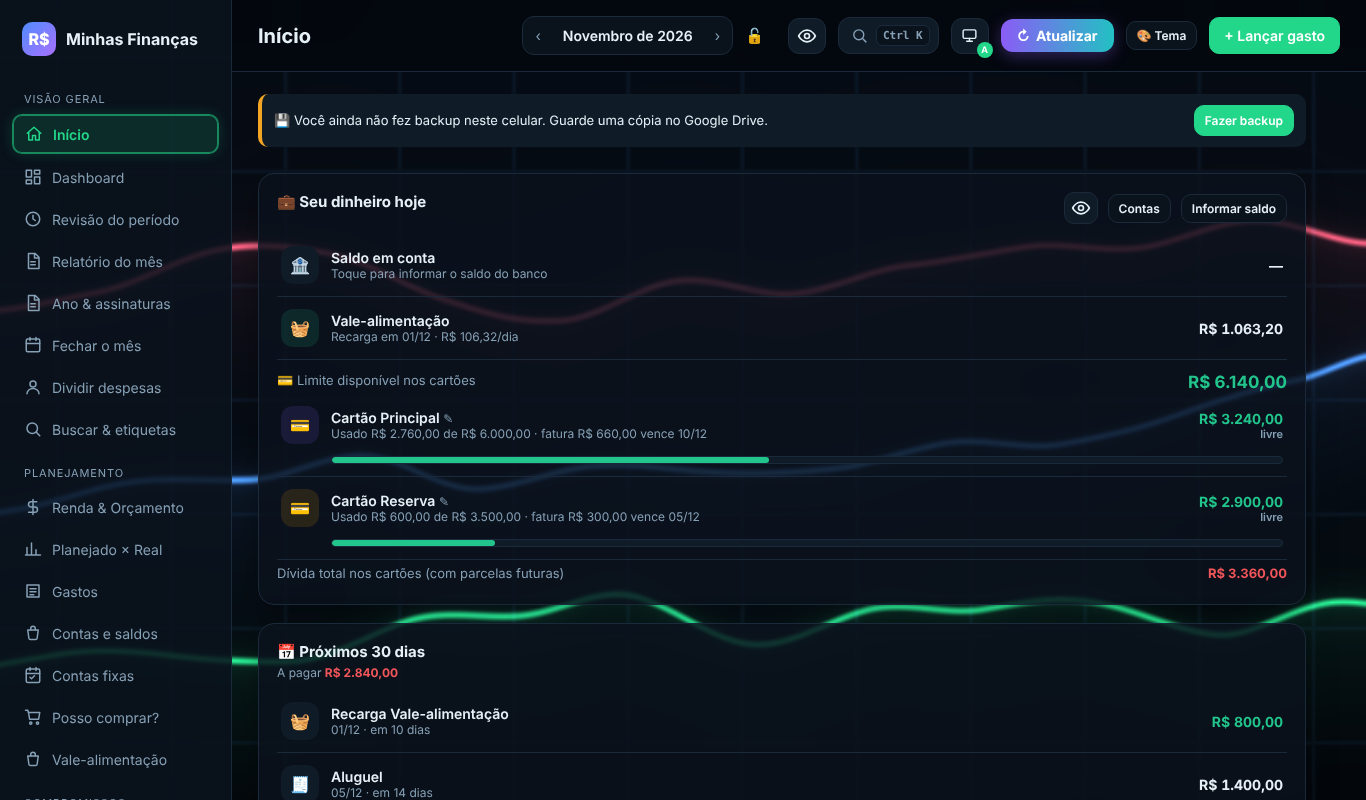 R$ Minhas Finanças
VISÃO GERAL
Início
Dashboard
Revisão do período
Relatório do mês
Ano & assinaturas
Fechar o mês
Dividir despesas
Buscar & etiquetas
PLANEJAMENTO
Renda & Orçamento
Planejado × Real
Gastos
Contas e saldos
Contas fixas
Posso comprar?
Vale-alimentação
Início
‹ Novembro de 2026 ›
Ctrl K
A
↻ Atualizar
🎨 Tema
+ Lançar gasto
💾 Você ainda não fez backup neste celular. Guarde uma cópia no Google Drive.
Fazer backup
💼 Seu dinheiro hoje
Contas
Informar saldo
Saldo em conta
Toque para informar o saldo do banco
—
Vale-alimentação
Recarga em 01/12 · R$ 106,32/dia
R$ 1.063,20
💳 Limite disponível nos cartões
R$ 6.140,00
Cartão Principal ✎
Usado R$ 2.760,00 de R$ 6.000,00 · fatura R$ 660,00 vence 10/12
R$ 3.240,00
livre
Cartão Reserva ✎
Usado R$ 600,00 de R$ 3.500,00 · fatura R$ 300,00 vence 05/12
R$ 2.900,00
livre
Dívida total nos cartões (com parcelas futuras)
R$ 3.360,00
📅 Próximos 30 dias
A pagar R$ 2.840,00
Recarga Vale-alimentação
01/12 · em 10 dias
R$ 800,00
Aluguel
05/12 · em 14 dias
R$ 1.400,00